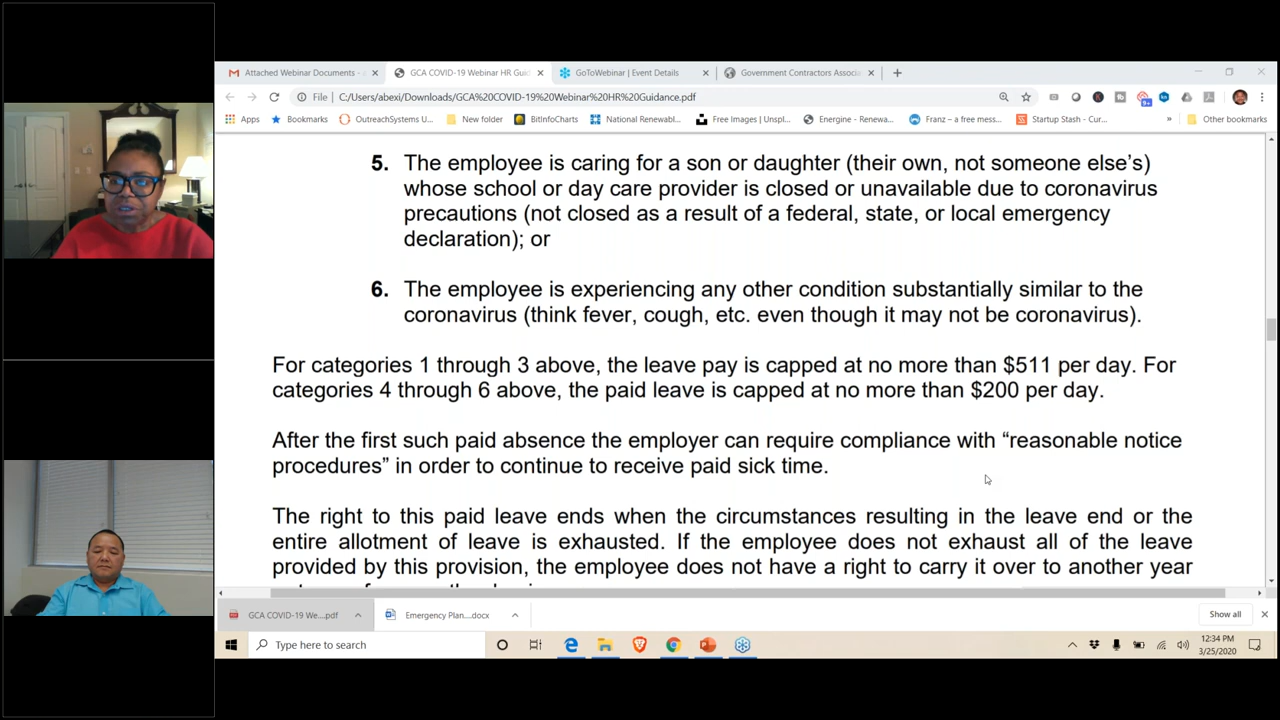 Attached Webinar Documents -
GCA COVID-19 Webinar HR Guid
GoToWebinar | Event Details
Government Contractors Associ
File | C:/Users/abexi/Downloads/GCA%20COVID-19%20Webinar%20HR%20Guidance.pdf
Apps
Bookmarks
OutreachSystems U...
New folder
BitInfoCharts
National Renewabl...
Free Images | Unspl...
Energine - Renewa...
Franz – a free mess...
Startup Stash - Cur...
»
Other bookmarks
9+
5. The employee is caring for a son or daughter (their own, not someone else’s)
whose school or day care provider is closed or unavailable due to coronavirus
precautions (not closed as a result of a federal, state, or local emergency
declaration); or
6. The employee is experiencing any other condition substantially similar to the
coronavirus (think fever, cough, etc. even though it may not be coronavirus).
For categories 1 through 3 above, the leave pay is capped at no more than $511 per day. For
categories 4 through 6 above, the paid leave is capped at no more than $200 per day.
After the first such paid absence the employer can require compliance with “reasonable notice
procedures” in order to continue to receive paid sick time.
The right to this paid leave ends when the circumstances resulting in the leave end or the
entire allotment of leave is exhausted. If the employee does not exhaust all of the leave
provided by this provision, the employee does not have a right to carry it over to another year
GCA COVID-19 We....pdf
Emergency Plan....docx
Show all
Type here to search
12:34 PM
3/25/2020